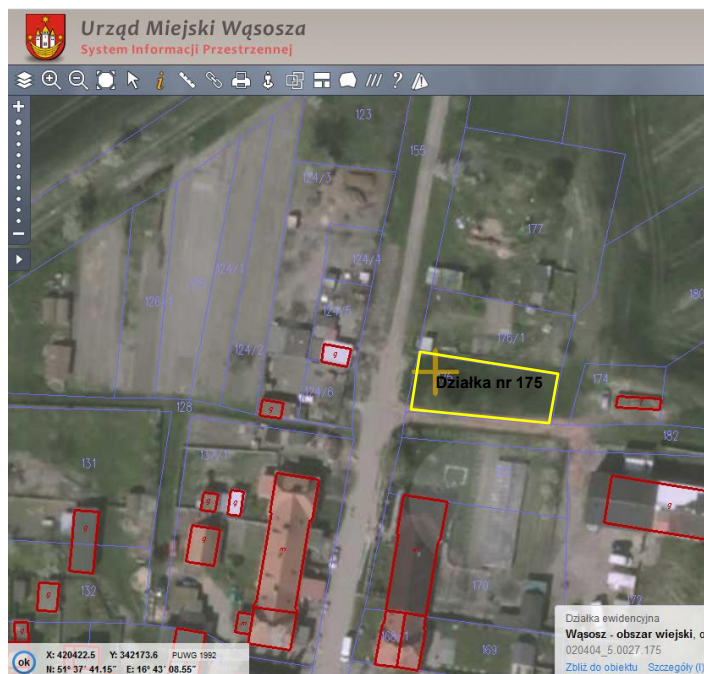 Urząd Miejski Wąsosza
System Informacji Przestrzennej
123
155
124/3
177
124/4
124/1
180
126/1
124/5
176/1
124/2
g
Działka nr 175
174
124/6
128
g
182
131
g
g
g
g
g
m
m
132
g
170
172
g
m
169
Działka ewidencyjna
Wąsosz - obszar wiejski, o
020404_5.0027.175
Zbliż do obiektu Szczegóły (I)
ok
X: 420422.5 Y: 342173.6 PUWG 1992
N: 51° 37' 41.15'' E: 16° 43' 08.55''